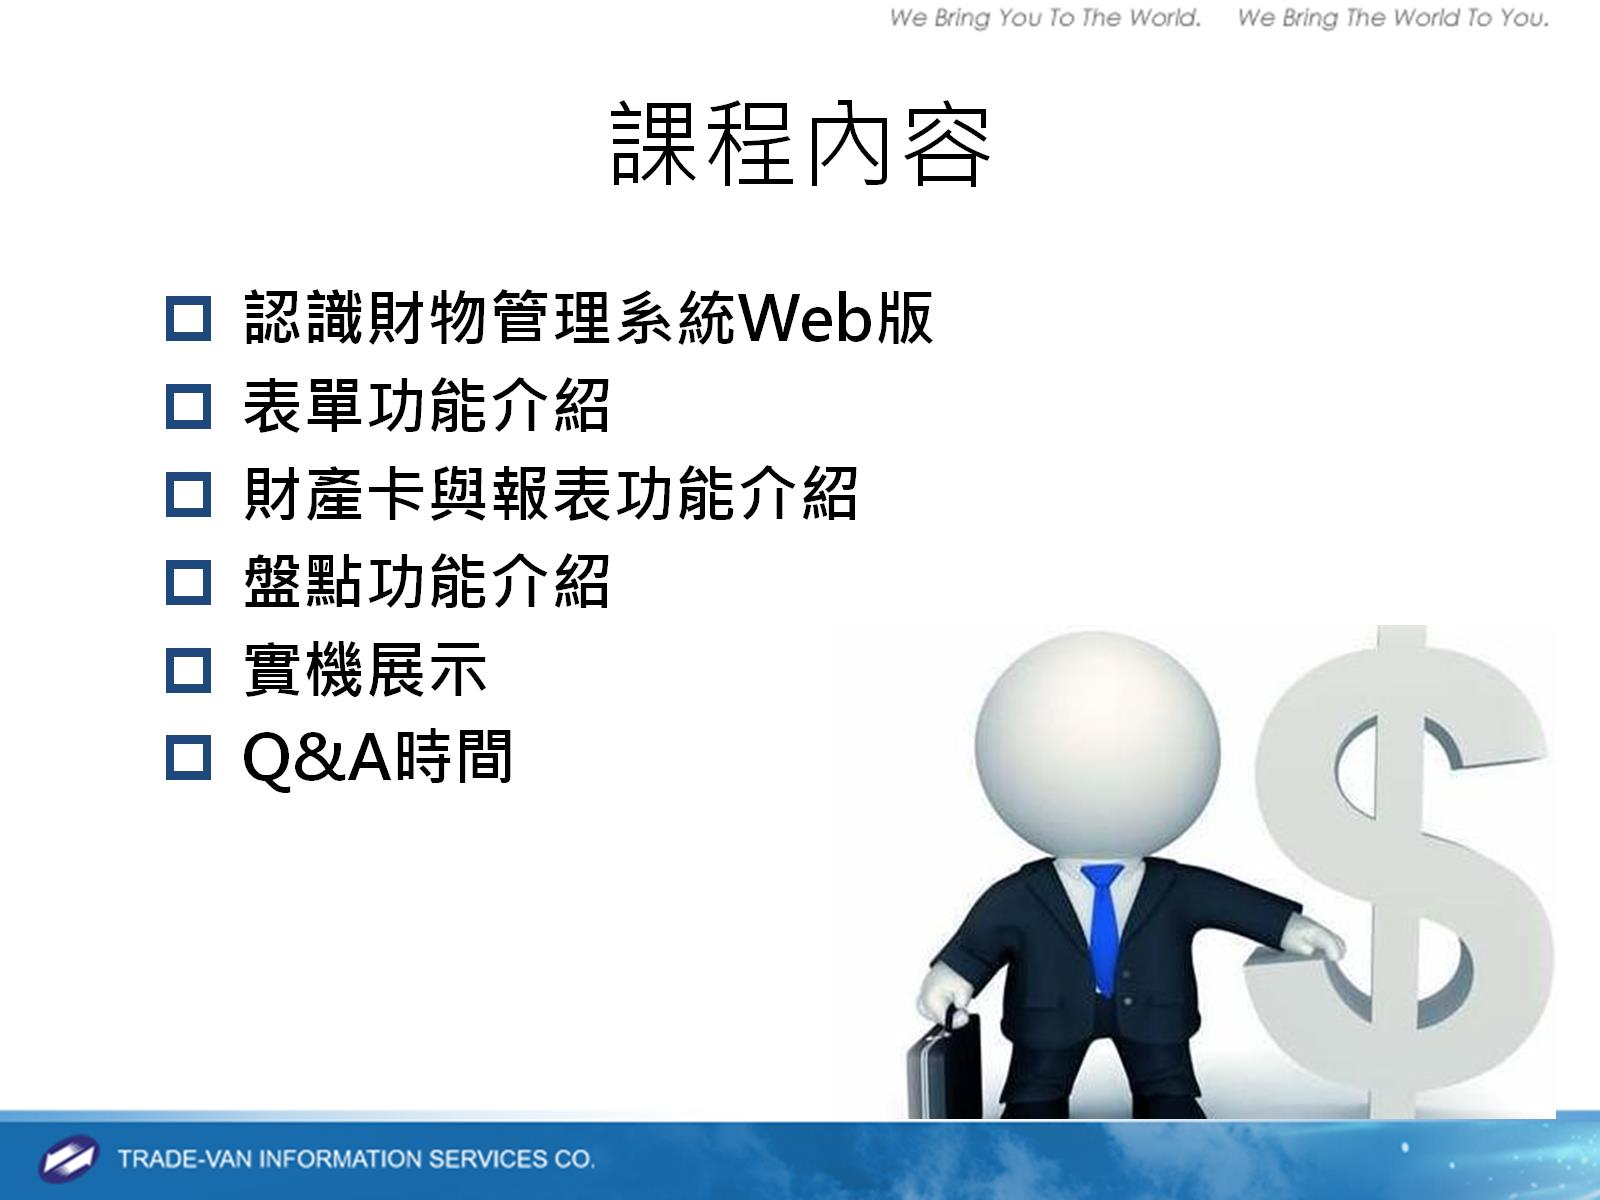 We Bring You To The World. We Bring The World To You.
課程內容
認識財物管理系統Web版
表單功能介紹
財產卡與報表功能介紹
盤點功能介紹
實機展示
Q&A時間
TRADE-VAN INFORMATION SERVICES CO.